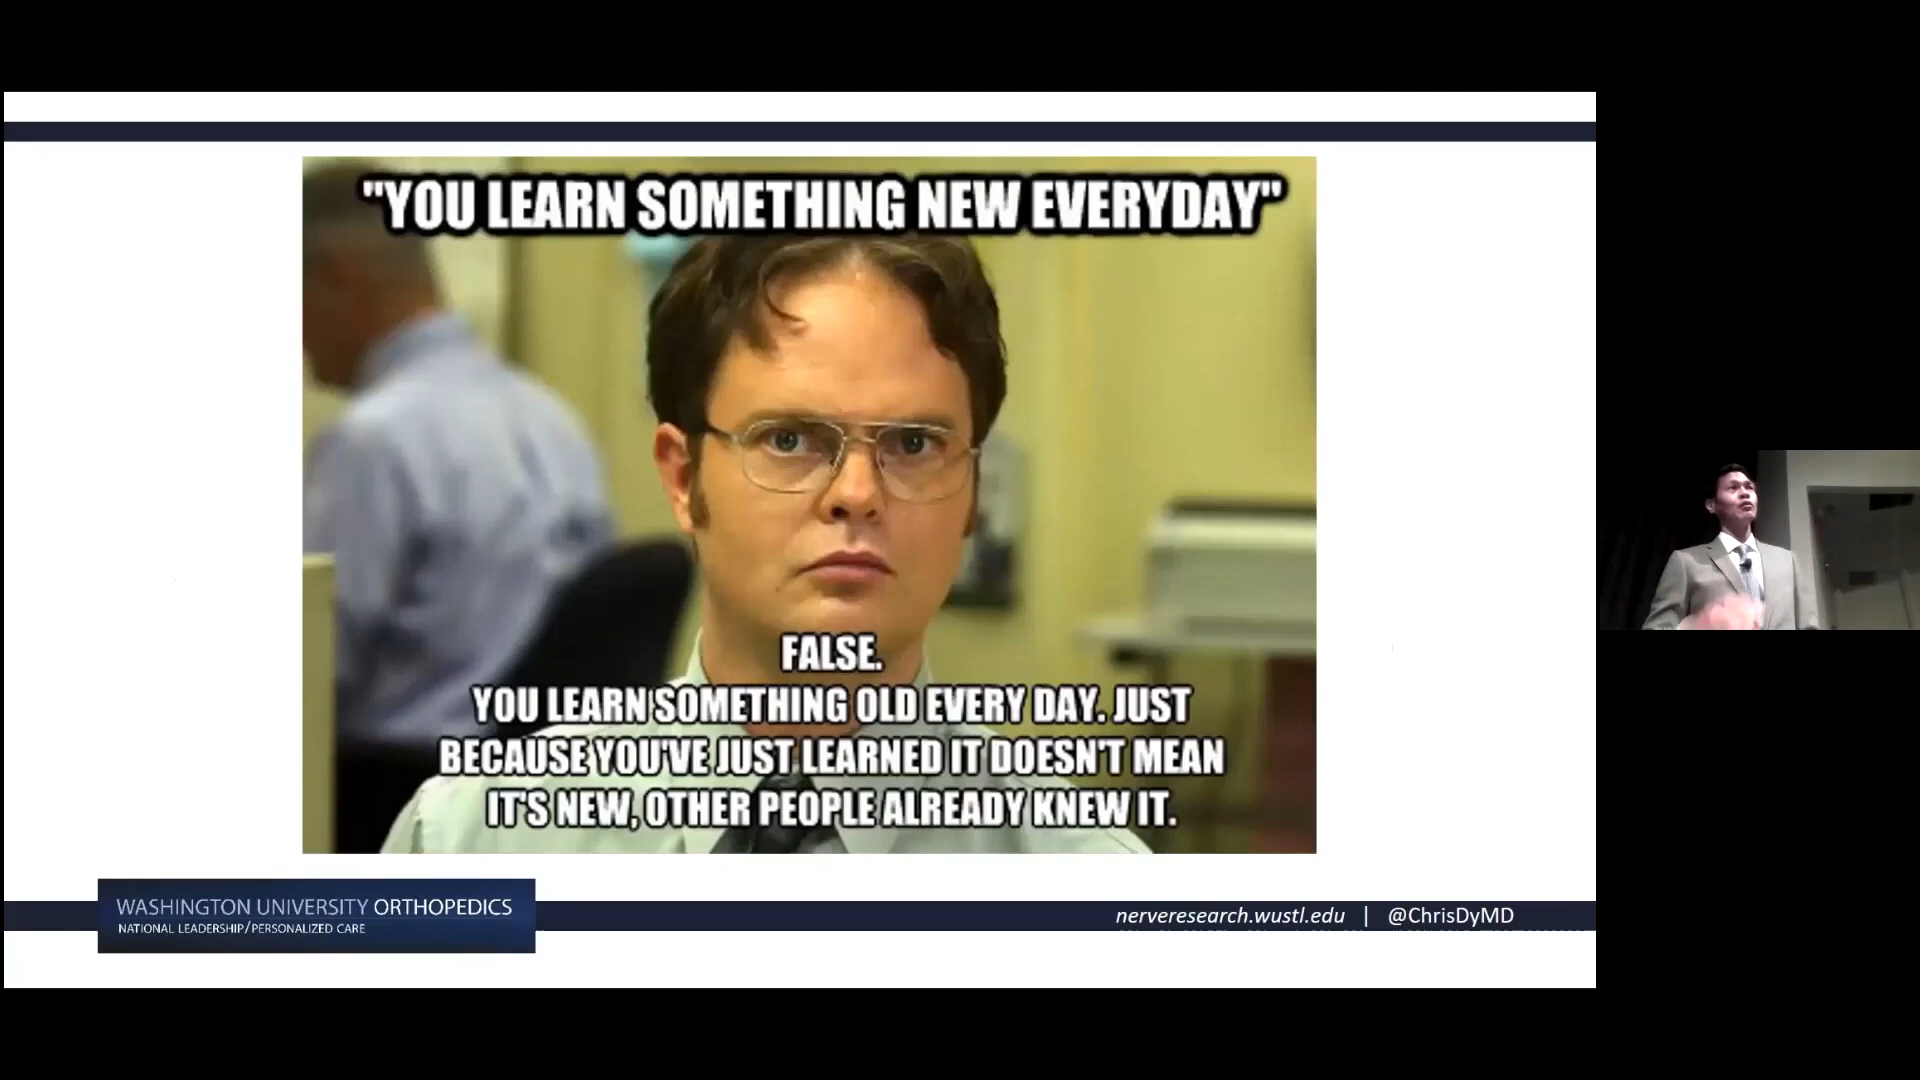 "YOU LEARN SOMETHING NEW EVERYDAY"
FALSE.
YOU LEARN SOMETHING OLD EVERY DAY. JUST
BECAUSE YOU'VE JUST LEARNED IT DOESN'T MEAN
IT'S NEW, OTHER PEOPLE ALREADY KNEW IT.
WASHINGTON UNIVERSITY ORTHOPEDICS
NATIONAL LEADERSHIP/PERSONALIZED CARE
nerveresearch.wustl.edu | @ChrisDyMD